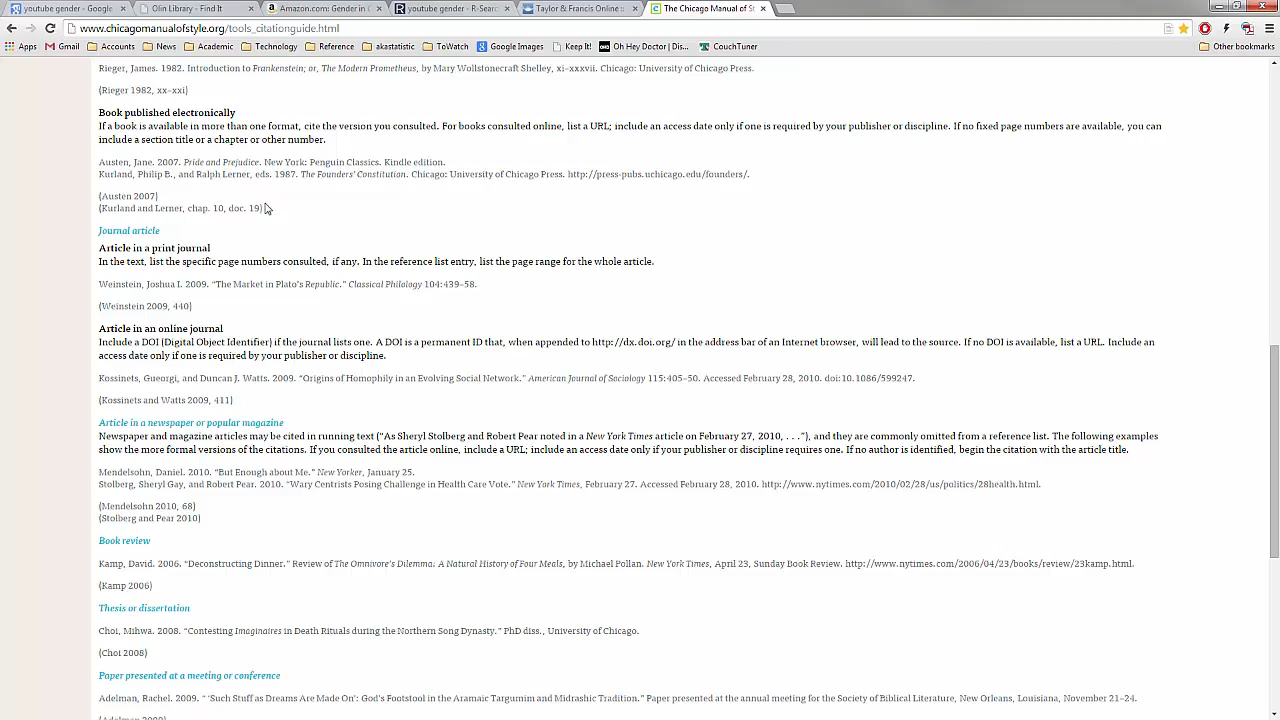 youtube gender - Google
Olin Library - Find It
Amazon.com: Gender in C
youtube gender - R-Sear
Taylor & Francis Online ::
The Chicago Manual of St
www.chicagomanualofstyle.org/tools_citationguide.html
Apps
Gmail
Accounts
News
Academic
Technology
Reference
akastatistic
ToWatch
Google Images
Keep It!
Oh Hey Doctor | Dis...
CouchTuner
Other bookmarks
Rieger, James. 1982. Introduction to Frankenstein; or, The Modern Prometheus, by Mary Wollstonecraft Shelley, xi–xxxvii. Chicago: University of Chicago Press.
(Rieger 1982, xx–xxi)
Book published electronically
If a book is available in more than one format, cite the version you consulted. For books consulted online, list a URL; include an access date only if one is required by your publisher or discipline. If no fixed page numbers are available, you can
include a section title or a chapter or other number.
Austen, Jane. 2007. Pride and Prejudice. New York: Penguin Classics. Kindle edition.
Kurland, Philip B., and Ralph Lerner, eds. 1987. The Founders' Constitution. Chicago: University of Chicago Press. http://press-pubs.uchicago.edu/founders/.
(Austen 2007)
(Kurland and Lerner, chap. 10, doc. 19)
Journal article
Article in a print journal
In the text, list the specific page numbers consulted, if any. In the reference list entry, list the page range for the whole article.
Weinstein, Joshua I. 2009. “The Market in Plato's Republic.” Classical Philology 104:439–58.
(Weinstein 2009, 440)
Article in an online journal
Include a DOI (Digital Object Identifier) if the journal lists one. A DOI is a permanent ID that, when appended to http://dx.doi.org/ in the address bar of an Internet browser, will lead to the source. If no DOI is available, list a URL. Include an
access date only if one is required by your publisher or discipline.
Kossinets, Gueorgi, and Duncan J. Watts. 2009. “Origins of Homophily in an Evolving Social Network.” American Journal of Sociology 115:405–50. Accessed February 28, 2010. doi:10.1086/599247.
(Kossinets and Watts 2009, 411)
Article in a newspaper or popular magazine
Newspaper and magazine articles may be cited in running text (“As Sheryl Stolberg and Robert Pear noted in a New York Times article on February 27, 2010, . . .”), and they are commonly omitted from a reference list. The following examples
show the more formal versions of the citations. If you consulted the article online, include a URL; include an access date only if your publisher or discipline requires one. If no author is identified, begin the citation with the article title.
Mendelsohn, Daniel. 2010. “But Enough about Me.” New Yorker, January 25.
Stolberg, Sheryl Gay, and Robert Pear. 2010. “Wary Centrists Posing Challenge in Health Care Vote.” New York Times, February 27. Accessed February 28, 2010. http://www.nytimes.com/2010/02/28/us/politics/28health.html.
(Mendelsohn 2010, 68)
(Stolberg and Pear 2010)
Book review
Kamp, David. 2006. “Deconstructing Dinner.” Review of The Omnivore's Dilemma: A Natural History of Four Meals, by Michael Pollan. New York Times, April 23, Sunday Book Review. http://www.nytimes.com/2006/04/23/books/review/23kamp.html.
(Kamp 2006)
Thesis or dissertation
Choi, Mihwa. 2008. “Contesting Imaginaires in Death Rituals during the Northern Song Dynasty.” PhD diss., University of Chicago.
(Choi 2008)
Paper presented at a meeting or conference
Adelman, Rachel. 2009. “ ‘Such Stuff as Dreams Are Made On’: God's Footstool in the Aramaic Targumim and Midrashic Tradition.” Paper presented at the annual meeting for the Society of Biblical Literature, New Orleans, Louisiana, November 21–24.
(Adelman 2009)